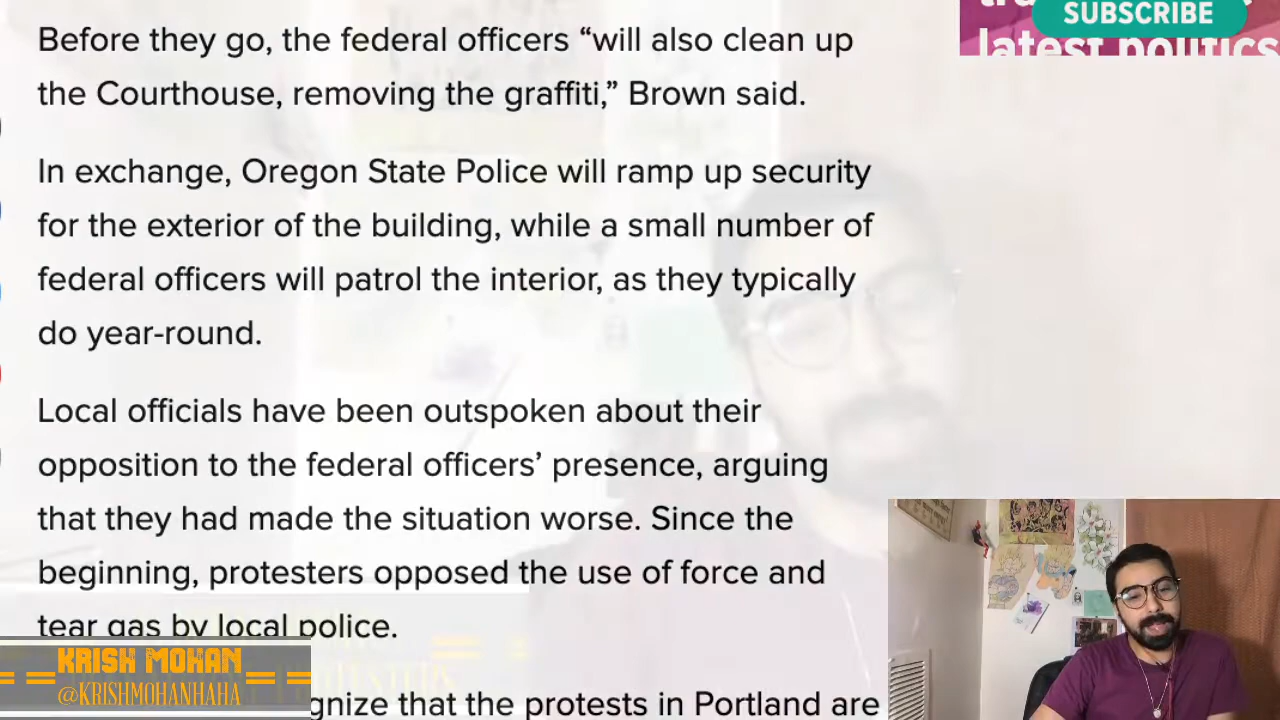 latest politics
SUBSCRIBE
Before they go, the federal officers “will also clean up
the Courthouse, removing the graffiti,” Brown said.
In exchange, Oregon State Police will ramp up security
for the exterior of the building, while a small number of
federal officers will patrol the interior, as they typically
do year-round.
Local officials have been outspoken about their
opposition to the federal officers’ presence, arguing
that they had made the situation worse. Since the
beginning, protesters opposed the use of force and
tear gas by local police.
that the protests in Portland are
KRISH MOHAN
@KRISHMOHANHAHA